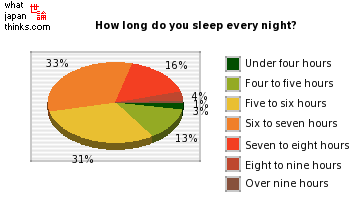 what 世論
japan
thinks.com
How long do you sleep every night?
33%
16%
4%
1%
3%
13%
31%
Under four hours
Four to five hours
Five to six hours
Six to seven hours
Seven to eight hours
Eight to nine hours
Over nine hours